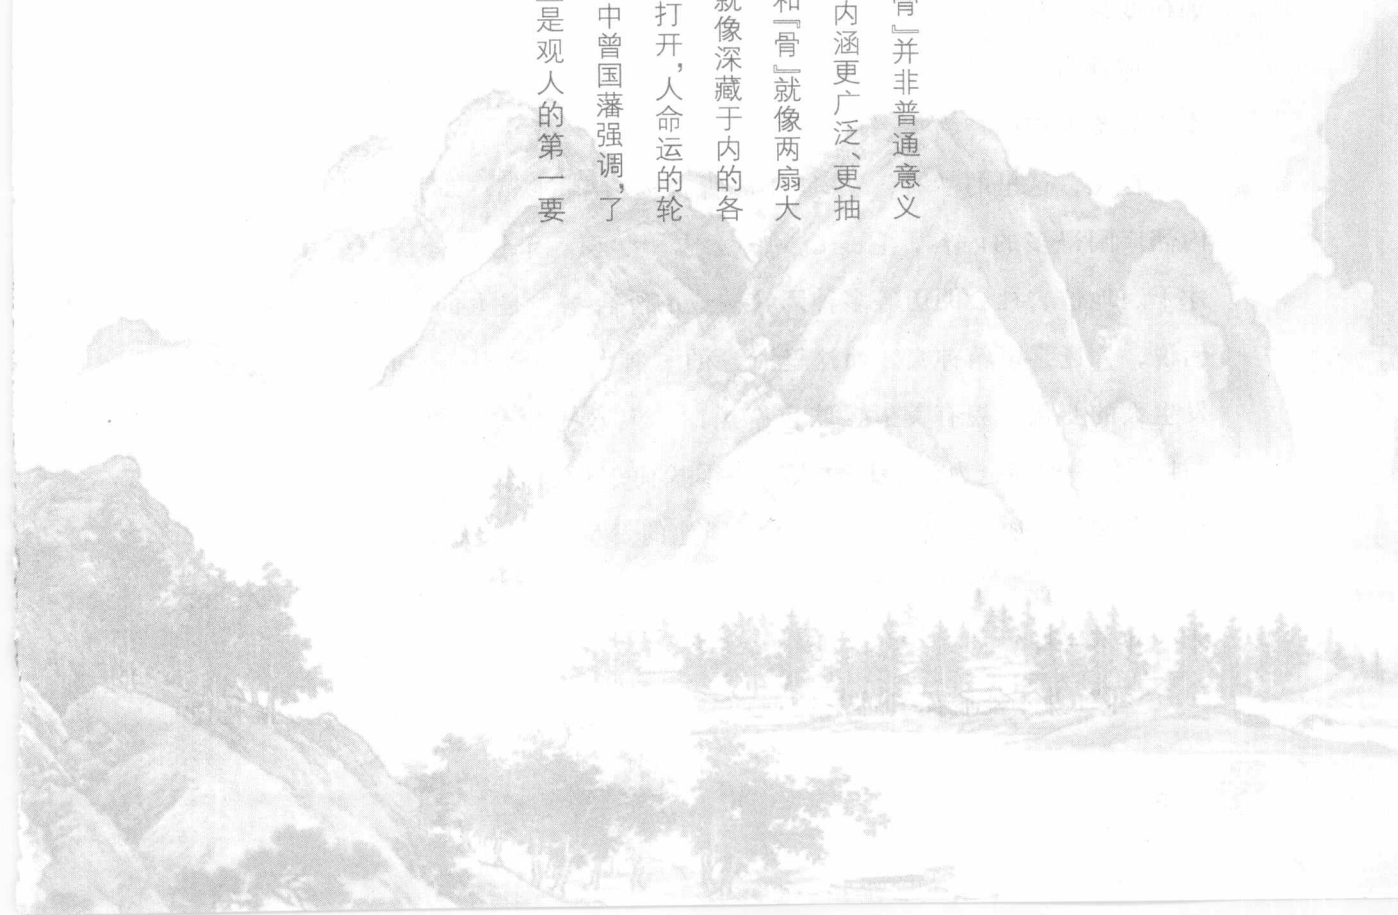 骨』并非普通意义
内涵更广泛、更抽
和『骨』就像两扇大
就像深藏于内的各
打开，人命运的轮
中曾国藩强调，了
是观人的第一要